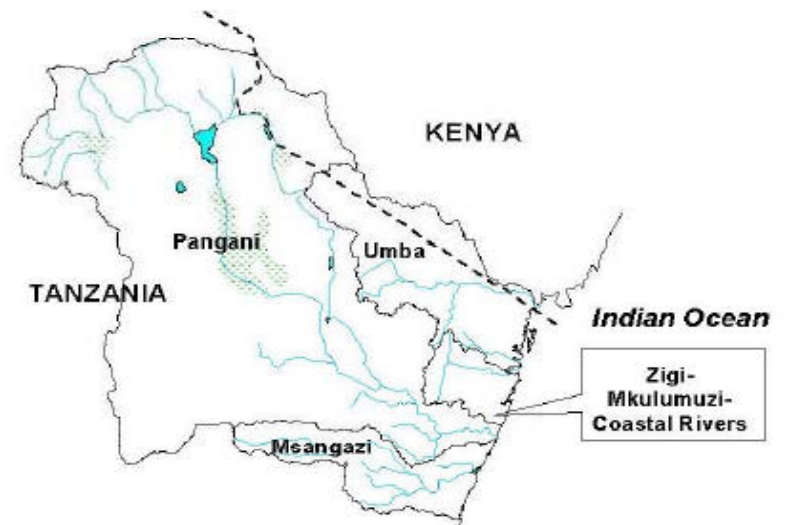 KENYA
Pangani
Umba
TANZANIA
Indian Ocean
Zigi-
Mkulumuzi-
Coastal Rivers
Msangazi